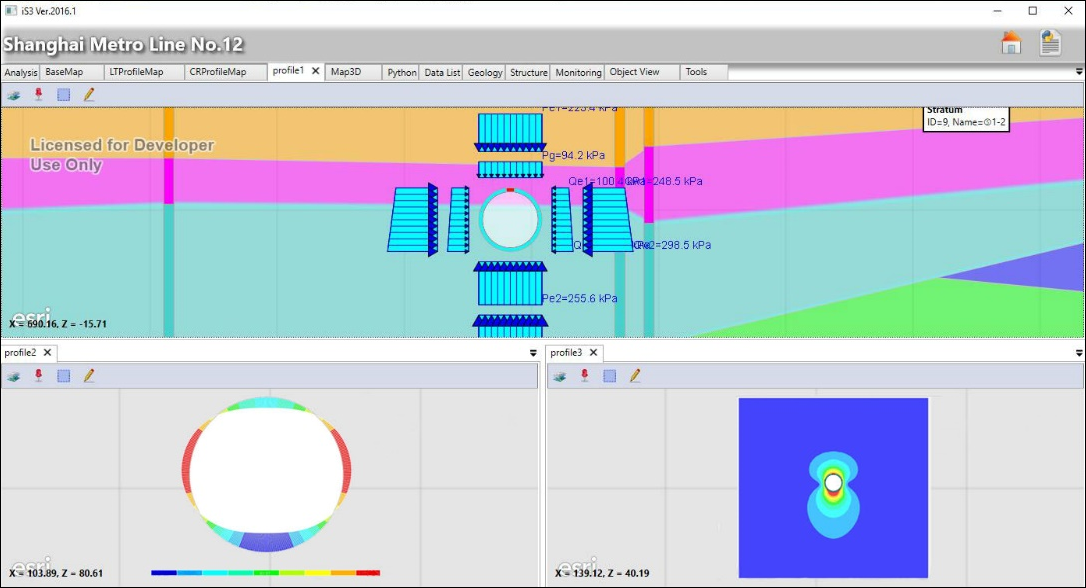 iS3 Ver.2016.1
Shanghai Metro Line No.12
Analysis BaseMap LTProfileMap CRProfileMap profile1 Map3D Python Data List Geology Structure Monitoring Object View Tools
Stratum
ID=9, Name=①1-2
Licensed for Developer
Use Only
Pe1=223.4 kPa
Pg=94.2 kPa
Qe1=100.4
=248.5 kPa
=298.5 kPa
Pe2=255.6 kPa
esri
X = 690.16, Z = -15.71
profile2
profile3
esri
X = 103.89, Z = 80.61
esri
X = 139.12, Z = 40.19